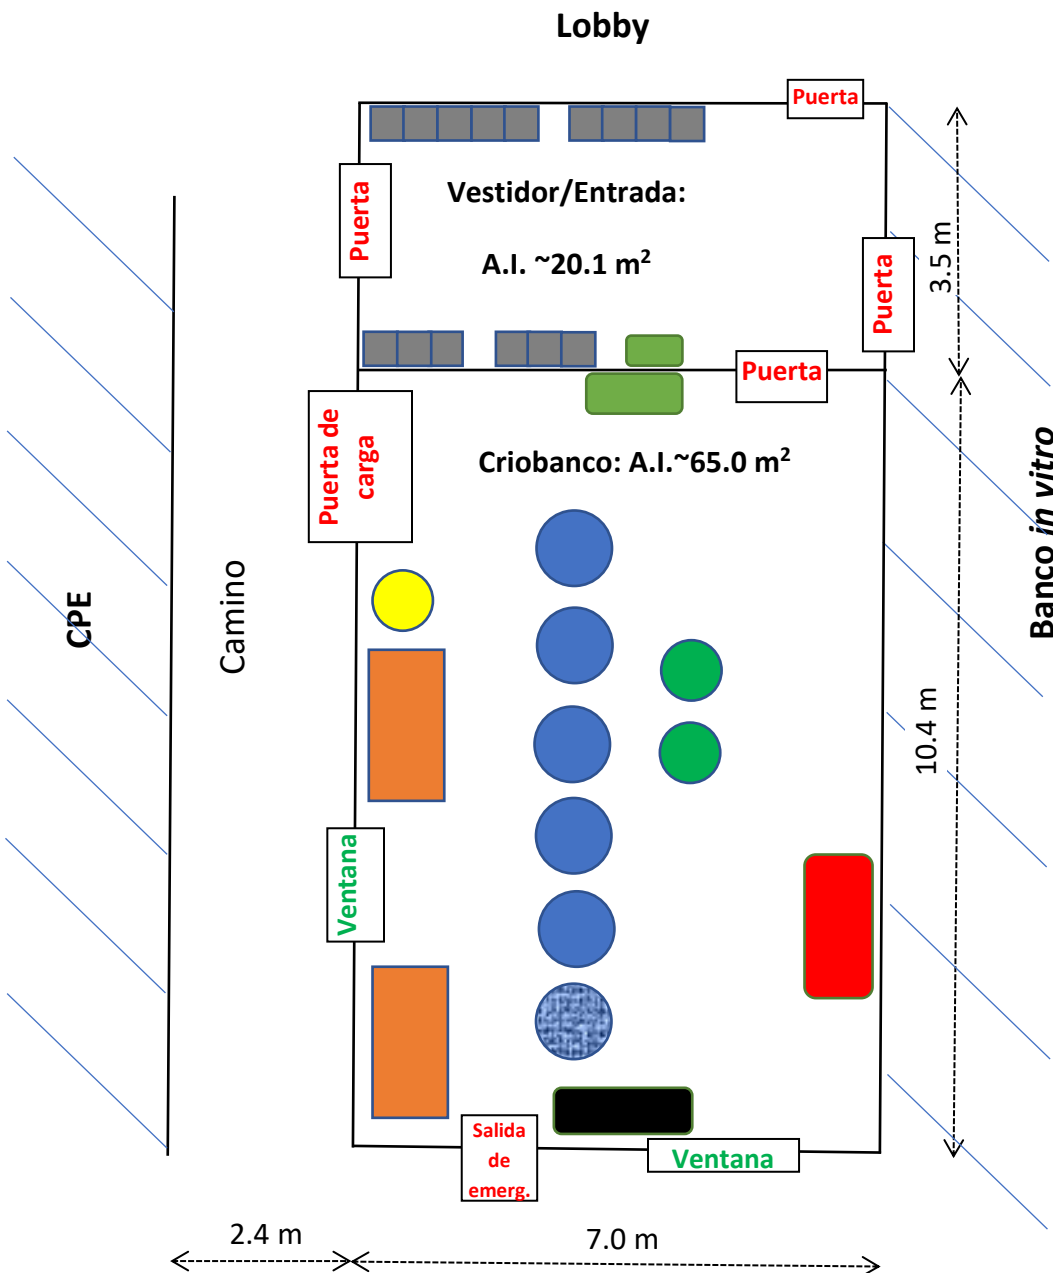 Lobby
Puerta
Vestidor/Entrada:
Puerta
A.I. ~20.1 m²
Puerta
3.5 m
Puerta
Puerta de
carga
Criobanco: A.I.~65.0 m²
Banco in vitro
CPE
Camino
10.4 m
Ventana
Salida
de
emerg.
Ventana
2.4 m
7.0 m